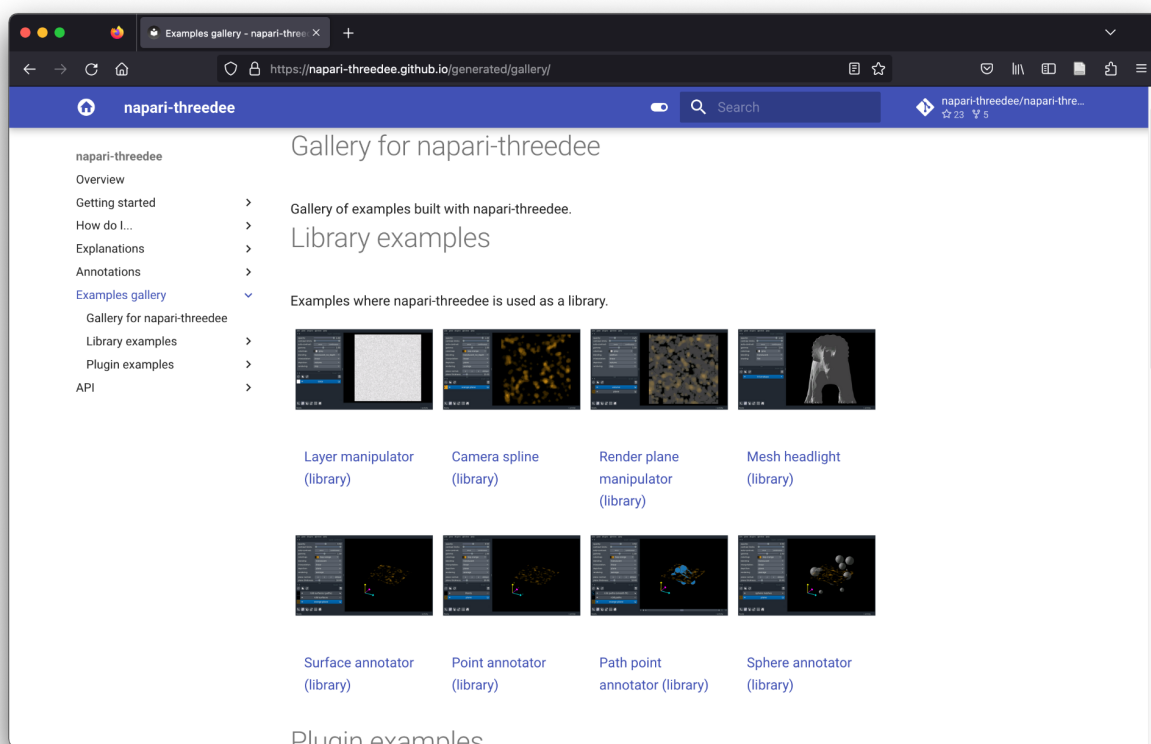 Examples gallery - napari-three
https://napari-threedee.github.io/generated/gallery/
napari-threedee
Search
napari-threedee/napari-thre...
23 5
napari-threedee
Overview
Getting started
How do I...
Explanations
Annotations
Examples gallery
Gallery for napari-threedee
Library examples
Plugin examples
API
Gallery for napari-threedee
Gallery of examples built with napari-threedee.
Library examples
Examples where napari-threedee is used as a library.
Layer manipulator
(library)
Camera spline
(library)
Render plane
manipulator
(library)
Mesh headlight
(library)
Surface annotator
(library)
Point annotator
(library)
Path point
annotator (library)
Sphere annotator
(library)
Plugin examples